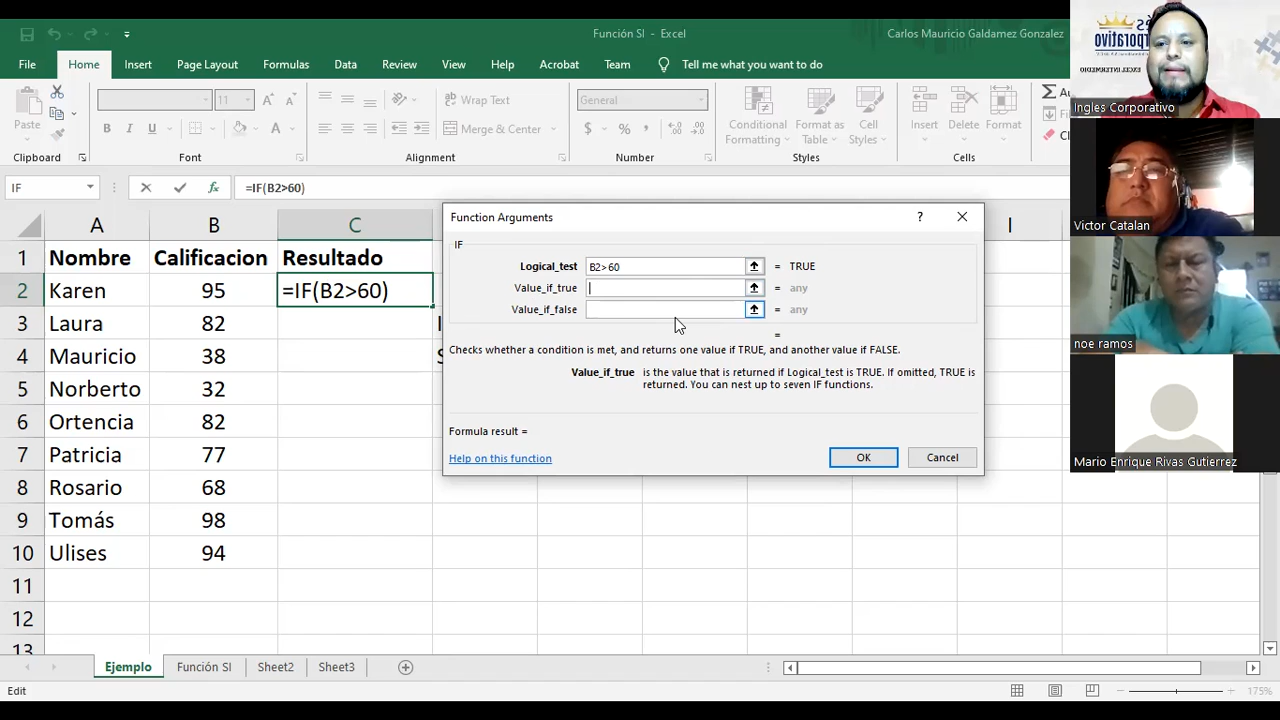 Función SI - Excel
Carlos Mauricio Galdamez Gonzalez
File Home Insert Page Layout Formulas Data Review View Help Acrobat Team Tell me what you want to do
11 Wrap Text General
Paste B I U Merge & Center $ % Conditional Formatting Format as Table Cell Styles Insert Delete Format
Clipboard Font Alignment Number Styles Cells
IF =IF(B2>60)
A B C I
1 Nombre Calificacion Resultado
2 Karen 95 =IF(B2>60)
3 Laura 82
4 Mauricio 38
5 Norberto 32
6 Ortencia 82
7 Patricia 77
8 Rosario 68
9 Tomás 98
10 Ulises 94
11
12
13
Function Arguments ? ×
IF
Logical_test B2>60 = TRUE
Value_if_true = any
Value_if_false = any
=
Checks whether a condition is met, and returns one value if TRUE, and another value if FALSE.
Value_if_true is the value that is returned if Logical_test is TRUE. If omitted, TRUE is
returned. You can nest up to seven IF functions.
Formula result =
Help on this function OK Cancel
Ejemplo Función SI Sheet2 Sheet3
Edit 175%
Ingles Corporativo
Victor Catalan
noe ramos
Mario Enrique Rivas Gutierrez